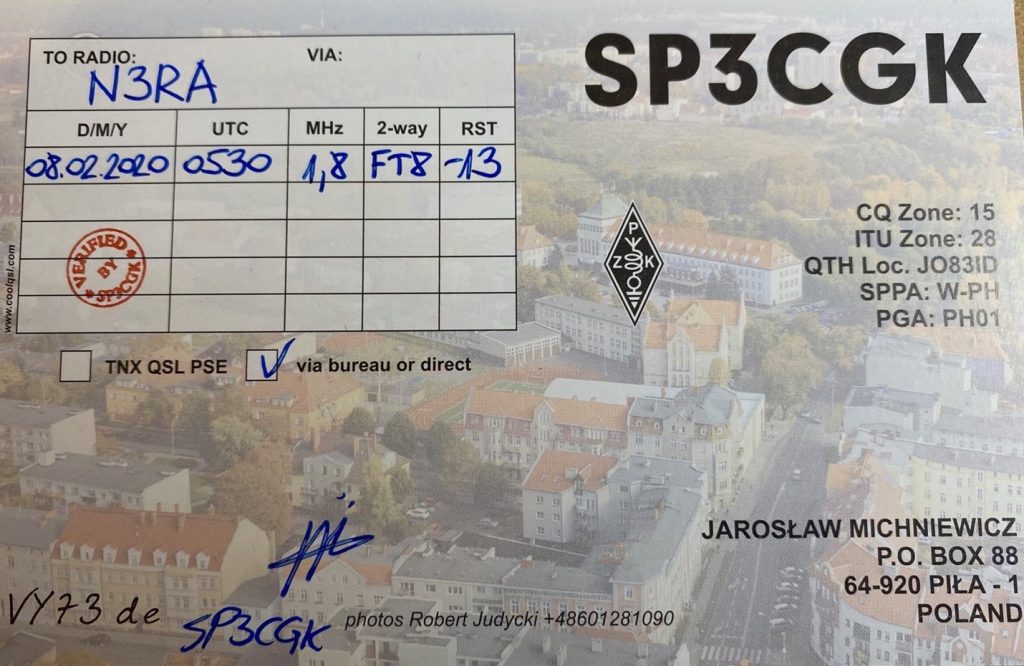 SP3CGK
TO RADIO: N3RA VIA:
D/M/Y UTC MHz 2-way RST
08.02.2020 0530 1,8 FT8 -13
VERIFIED BY SP3CGK
www.coolqsl.com
PZK
CQ Zone: 15
ITU Zone: 28
QTH Loc. JO83ID
SPPA: W-PH
PGA: PH01
TNX QSL PSE via bureau or direct
JAROSŁAW MICHNIEWICZ
P.O. BOX 88
64-920 PIŁA - 1
POLAND
VY73 de SP3CGK
photos Robert Judycki +48601281090